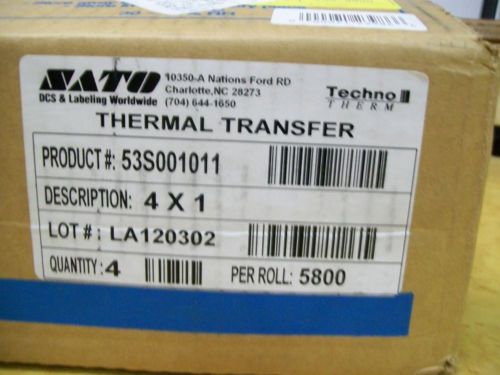 SATO
DCS & Labeling Worldwide
10350-A Nations Ford RD
Charlotte,NC 28273
(704) 644-1650
Techno
THERM
THERMAL TRANSFER
PRODUCT #: 53S001011
DESCRIPTION: 4 X 1
LOT # : LA120302
QUANTITY : 4
PER ROLL: 5800